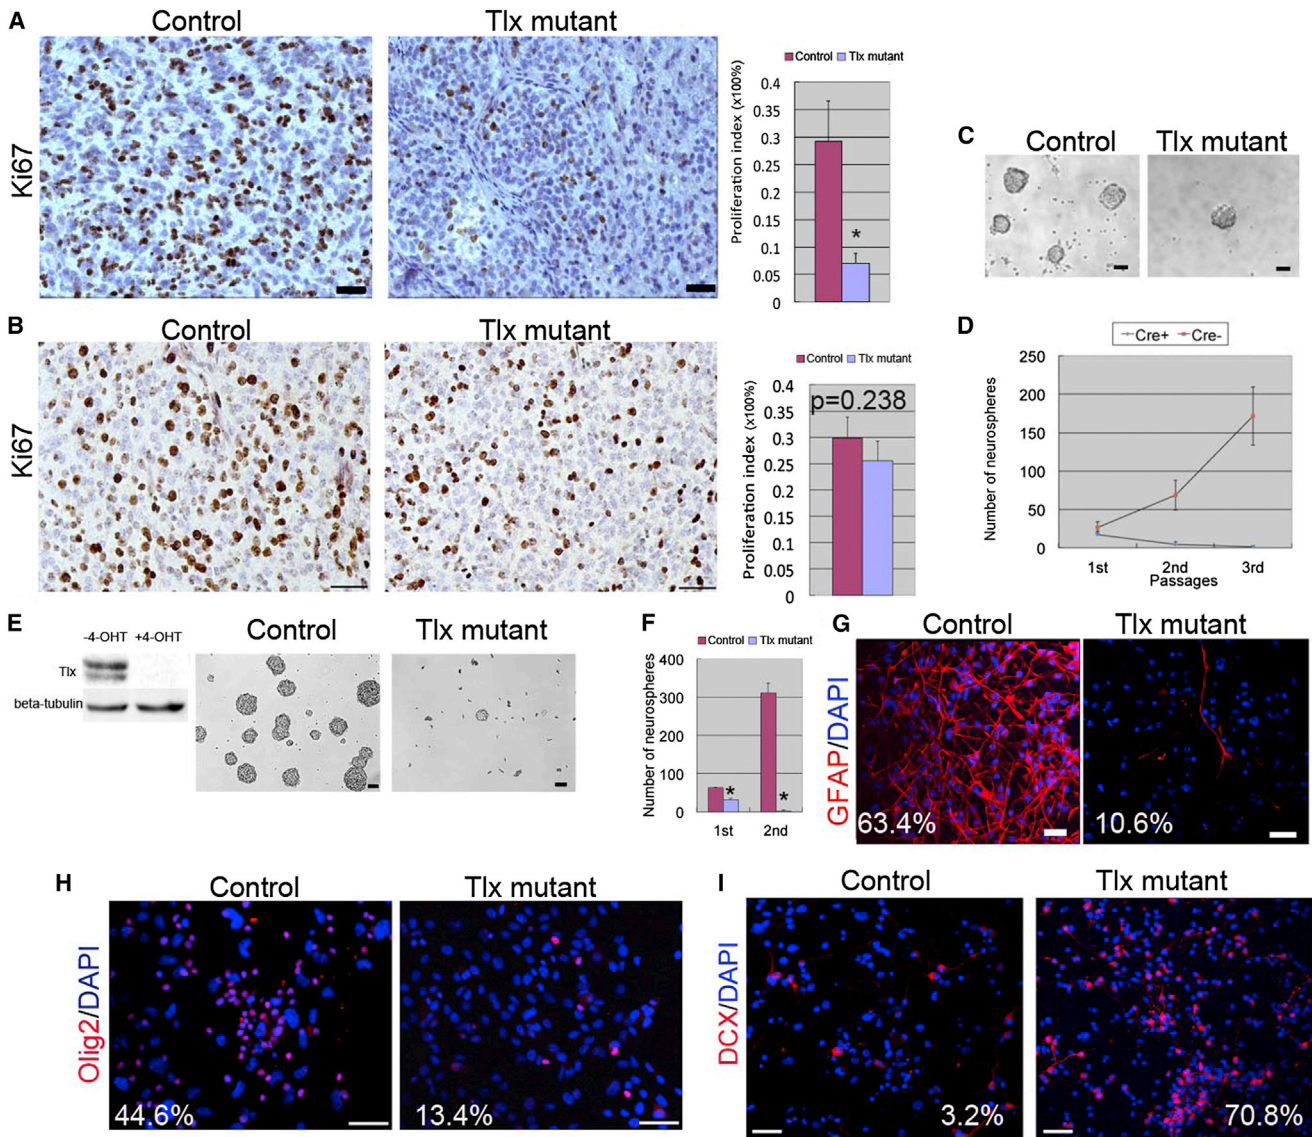 A
Control
Tlx mutant
Ki67
Control Tlx mutant
Proliferation index (x100%)
0.4
0.35
0.3
0.25
0.2
0.15
0.1
0.05
0
*
B
Control
Tlx mutant
Ki67
Control Tlx mutant
Proliferation index (x100%)
0.4
0.35
0.3
0.25
0.2
0.15
0.1
0.05
0
p=0.238
C
Control
Tlx mutant
D
Cre+ Cre-
Number of neurospheres
250
200
150
100
50
0
1st 2nd 3rd
Passages
E
-4-OHT +4-OHT
Tlx
beta-tubulin
Control
Tlx mutant
F
Control Tlx mutant
Number of neurospheres
400
300
200
100
0
* *
1st 2nd
G
Control
Tlx mutant
GFAP/DAPI
63.4%
10.6%
H
Control
Tlx mutant
Olig2/DAPI
44.6%
13.4%
I
Control
Tlx mutant
DCX/DAPI
3.2%
70.8%